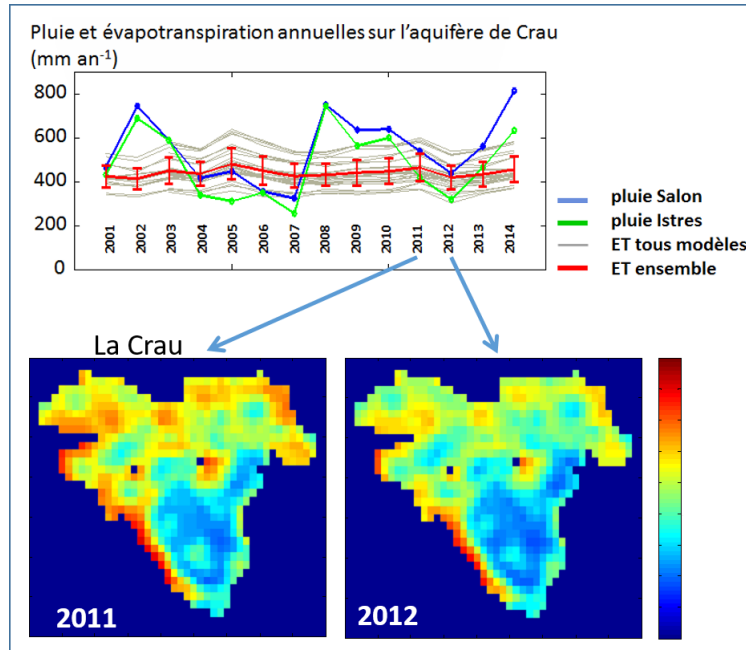 Pluie et évapotranspiration annuelles sur l'aquifère de Crau
(mm an⁻¹)
800
600
400
200
0
2001 2002 2003 2004 2005 2006 2007 2008 2009 2010 2011 2012 2013 2014
pluie Salon
pluie Istres
ET tous modèles
ET ensemble
La Crau
2011 2012